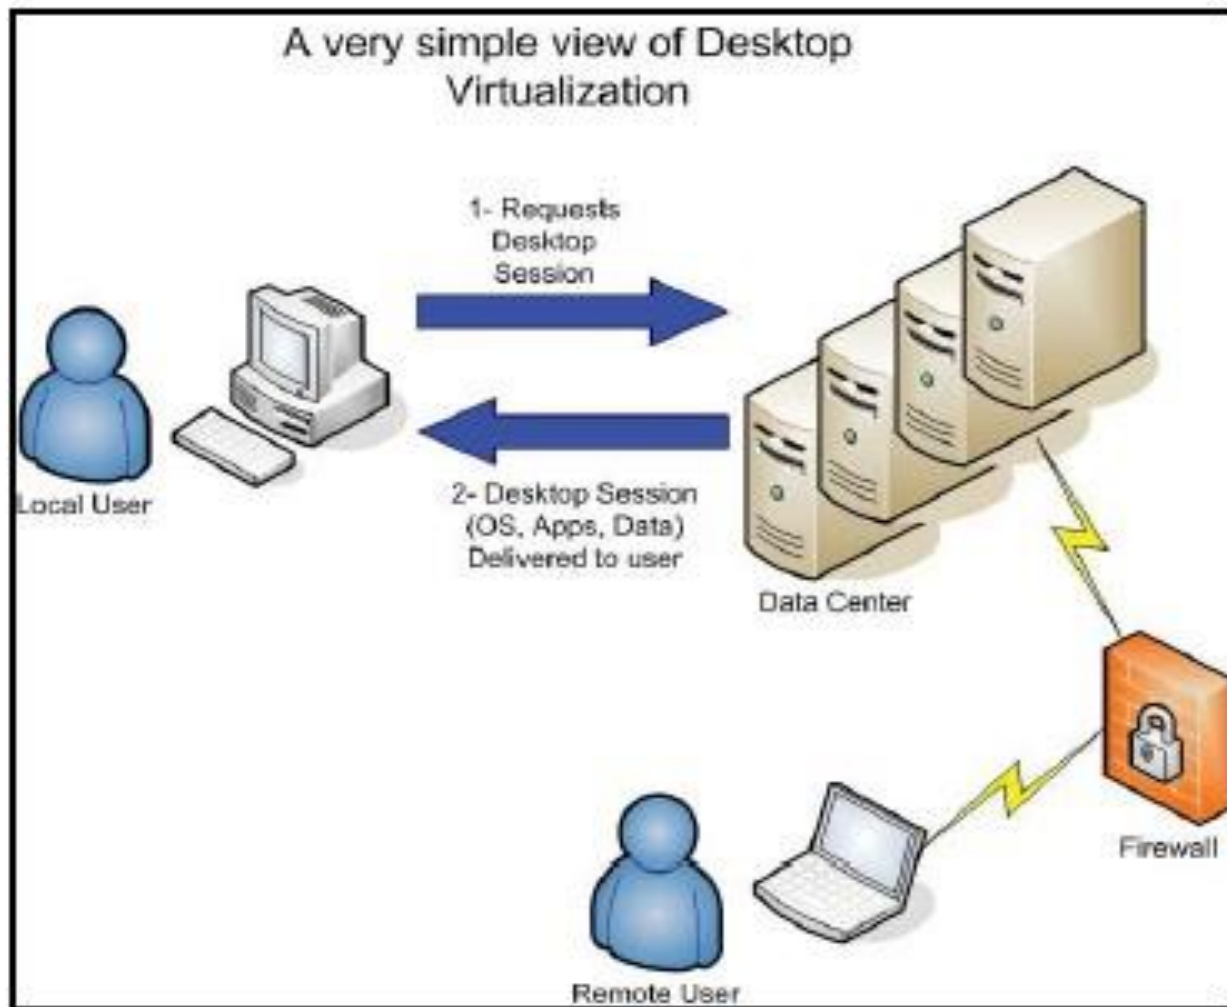 A very simple view of Desktop
Virtualization
1- Requests
Desktop
Session
Local User
2- Desktop Session
(OS, Apps, Data)
Delivered to user
Data Center
Firewall
Remote User